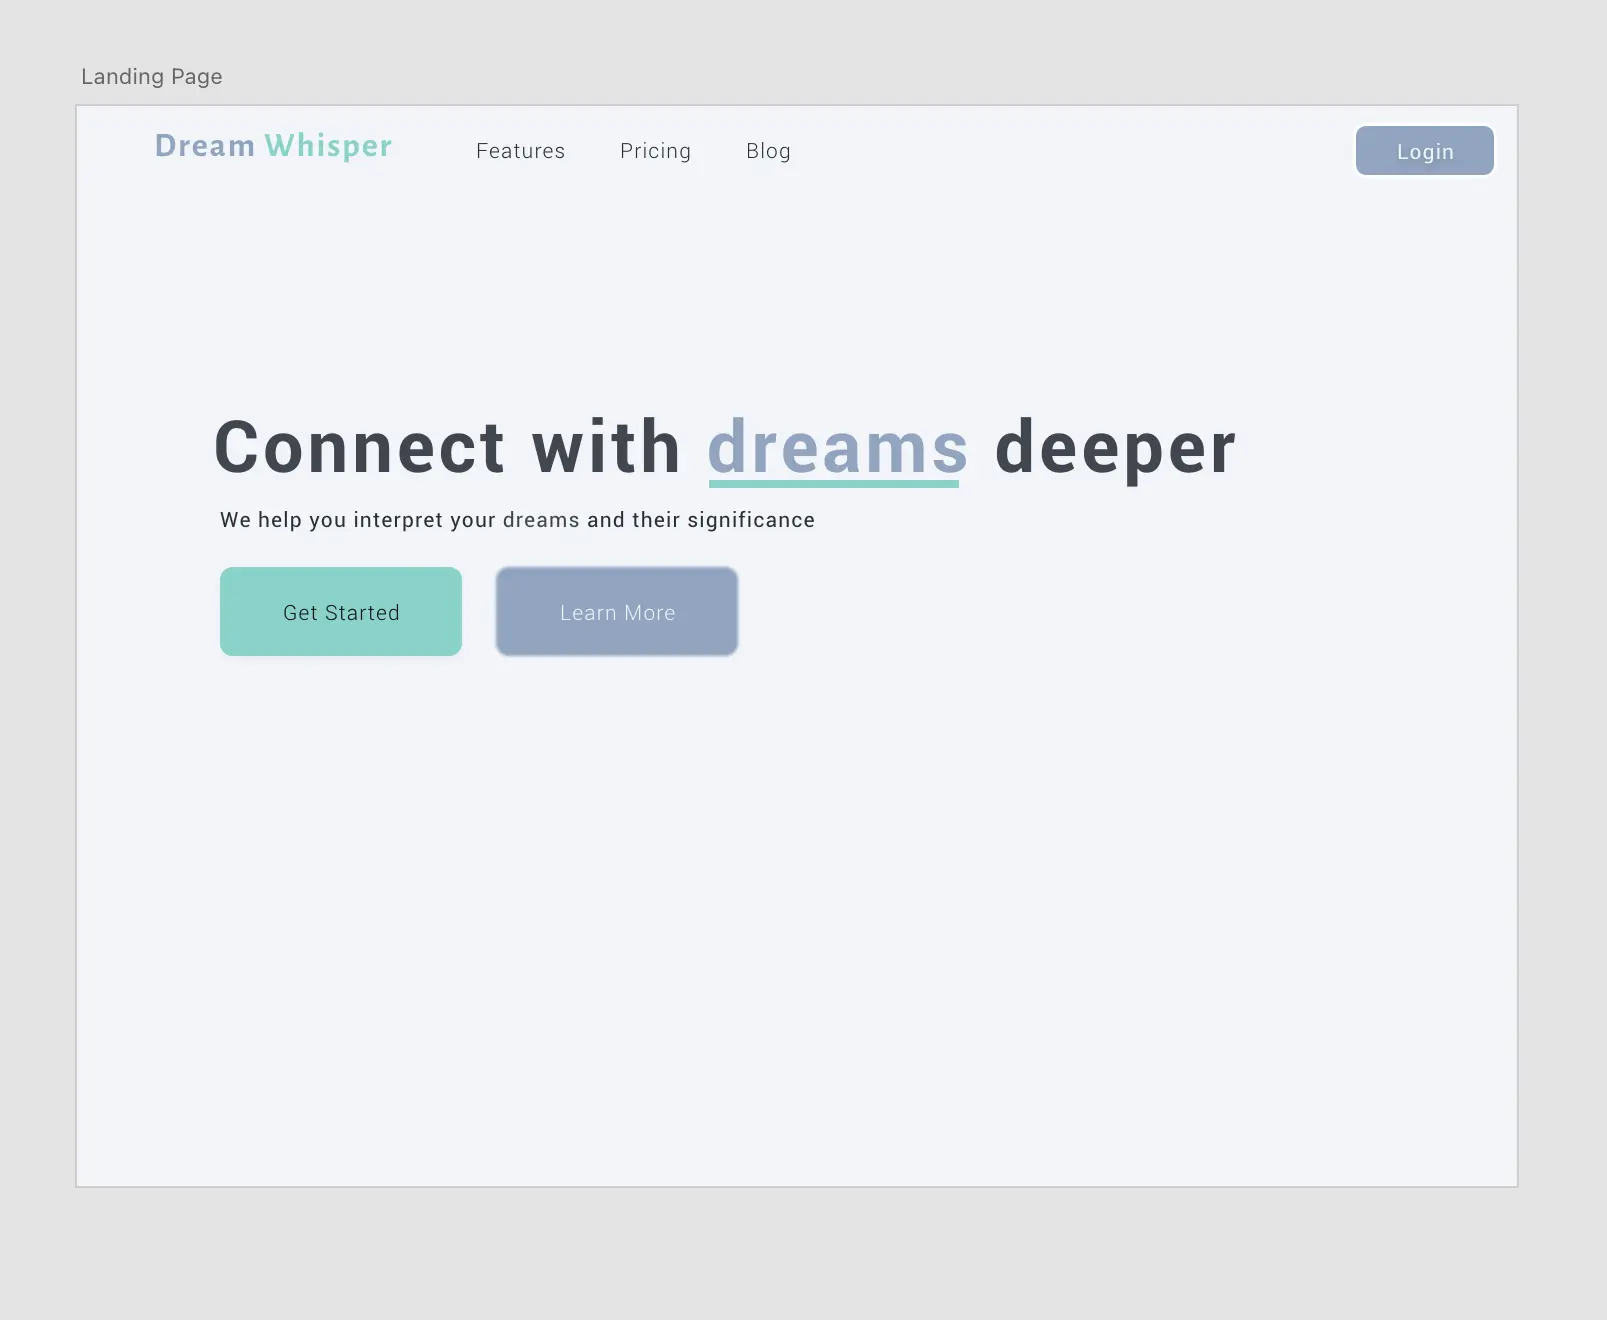 Landing Page
Dream Whisper Features Pricing Blog Login
Connect with dreams deeper
We help you interpret your dreams and their significance
Get Started Learn More